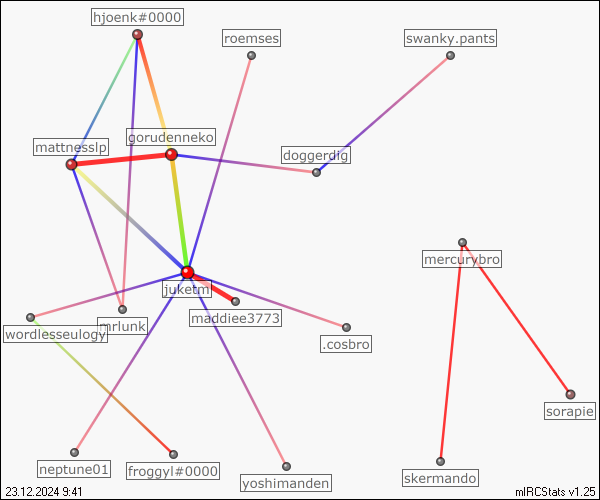 hjoenk#0000
roemses
swanky.pants
gorudenneko
mattnesslp
doggerdig
mercurybro
juketm
maddiee3773
mrlunk
wordlesseulogy
.cosbro
sorapie
neptune01
froggyl#0000
yoshimanden
skermando
23.12.2024 9:41
mIRCStats v1.25